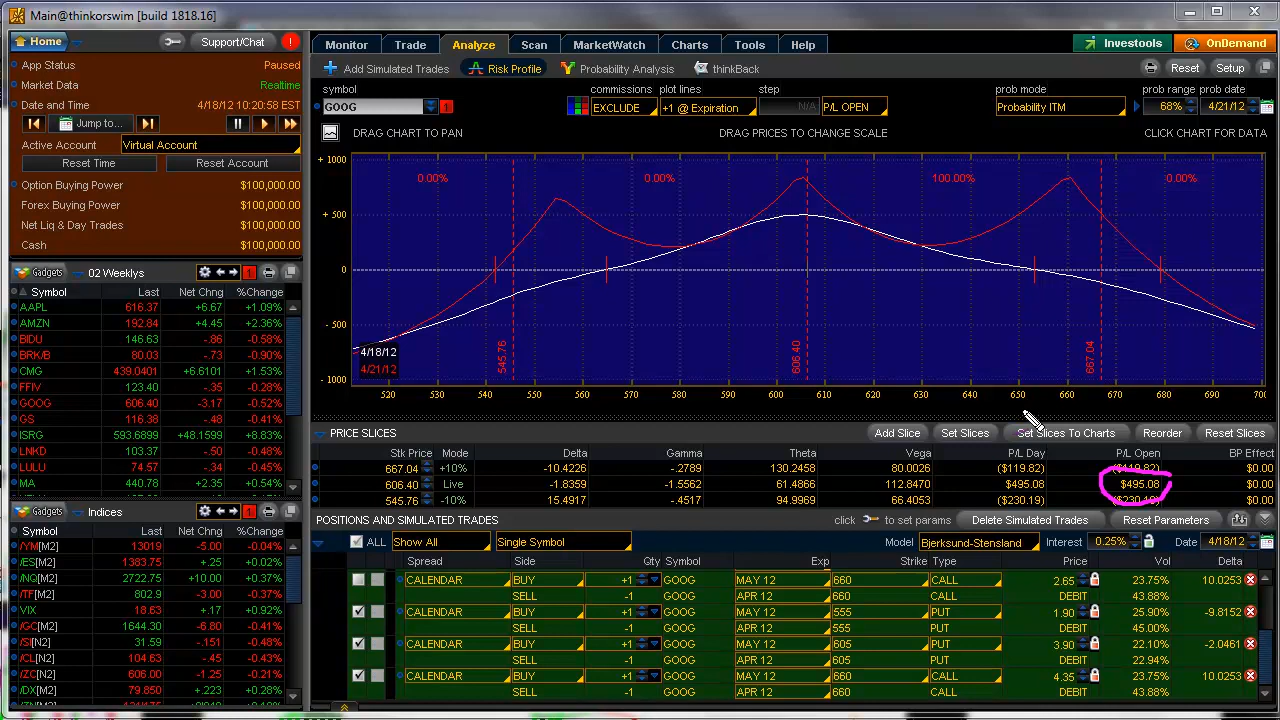 Main@thinkorswim [build 1818.16]
Home Support/Chat !
App Status Paused
Market Data Realtime
Date and Time 4/18/12 10:20:58 EST
Jump to...
Active Account Virtual Account
Reset Time Reset Account
Option Buying Power $100,000.00
Forex Buying Power $100,000.00
Net Liq & Day Trades $100,000.00
Cash $100,000.00
Gadgets 02 Weeklys 1
Symbol Last Net Chng %Change
AAPL 616.37 +6.67 +1.09%
AMZN 192.84 +4.45 +2.36%
BIDU 146.63 -.86 -0.58%
BRK/B 80.03 -.73 -0.90%
CMG 439.0401 +6.6101 +1.53%
FFIV 123.40 -.35 -0.28%
GOOG 606.40 -3.17 -0.52%
GS 116.38 -.48 -0.41%
ISRG 593.6899 +48.1599 +8.83%
LNKD 103.37 -.50 -0.48%
LULU 74.57 -.34 -0.45%
MA 440.78 +2.35 +0.54%
Gadgets Indices 1
Symbol Last Net Chng %Change
/YM[M2] 13019 -5.00 -0.04%
/ES[M2] 1383.75 +.25 +0.02%
/NQ[M2] 2722.75 +10.00 +0.37%
/TF[M2] 802.9 -3.00 -0.37%
VIX 18.63 +.17 +0.92%
/GC[M2] 1644.30 -6.80 -0.41%
/SI[N2] 31.59 -.151 -0.48%
/CL[N2] 104.63 -.45 -0.43%
/ZC[N2] 606.00 -1.25 -0.21%
/DX[M2] 79.850 +.223 +0.28%
Monitor Trade Analyze Scan MarketWatch Charts Tools Help Investools OnDemand
Add Simulated Trades Risk Profile Probability Analysis thinkBack Reset Setup
symbol commissions plot lines step prob mode prob range prob date
GOOG 1 EXCLUDE +1 @ Expiration N/A P/L OPEN Probability ITM 68% 4/21/12
DRAG CHART TO PAN DRAG PRICES TO CHANGE SCALE CLICK CHART FOR DATA
+ 1000
0.00% 0.00% 100.00% 0.00%
+ 500
0
- 500
545.76 606.40 667.04
4/18/12
4/21/12
- 1000
520 540 560 580 590 600 610 620 630 640 650 660 670 680 690 700
PRICE SLICES Add Slice Set Slices Set Slices To Charts Reorder Reset Slices
Stk Price Mode Delta Gamma Theta Vega P/L Day P/L Open BP Effect
667.04 +10% -10.4226 -.2789 130.2458 80.0026 ($119.82) ($119.82) $0.00
606.40 Live -1.8359 -1.5562 61.4866 112.8470 $495.08 $495.08 $0.00
545.76 -10% 15.4917 -.4517 94.9969 66.4053 ($230.19) ($230.19) $0.00
POSITIONS AND SIMULATED TRADES click to set params Delete Simulated Trades Reset Parameters
ALL Show All Single Symbol Model Bjerksund-Stensland Interest 0.25% Date 4/18/12
Spread Side Qty Symbol Exp Strike Type Price Vol Delta
CALENDAR BUY +1 GOOG MAY 12 660 CALL 2.65 23.75% 10.0253
SELL -1 GOOG APR 12 660 CALL DEBIT 43.88%
CALENDAR BUY +1 GOOG MAY 12 555 PUT 1.90 25.90% -9.8152
SELL -1 GOOG APR 12 555 PUT DEBIT 45.00%
CALENDAR BUY +1 GOOG MAY 12 605 PUT 3.90 22.10% -2.0461
SELL -1 GOOG APR 12 605 PUT DEBIT 22.94%
CALENDAR BUY +1 GOOG MAY 12 660 CALL 4.35 23.75% 10.0253
SELL -1 GOOG APR 12 660 CALL DEBIT 43.88%